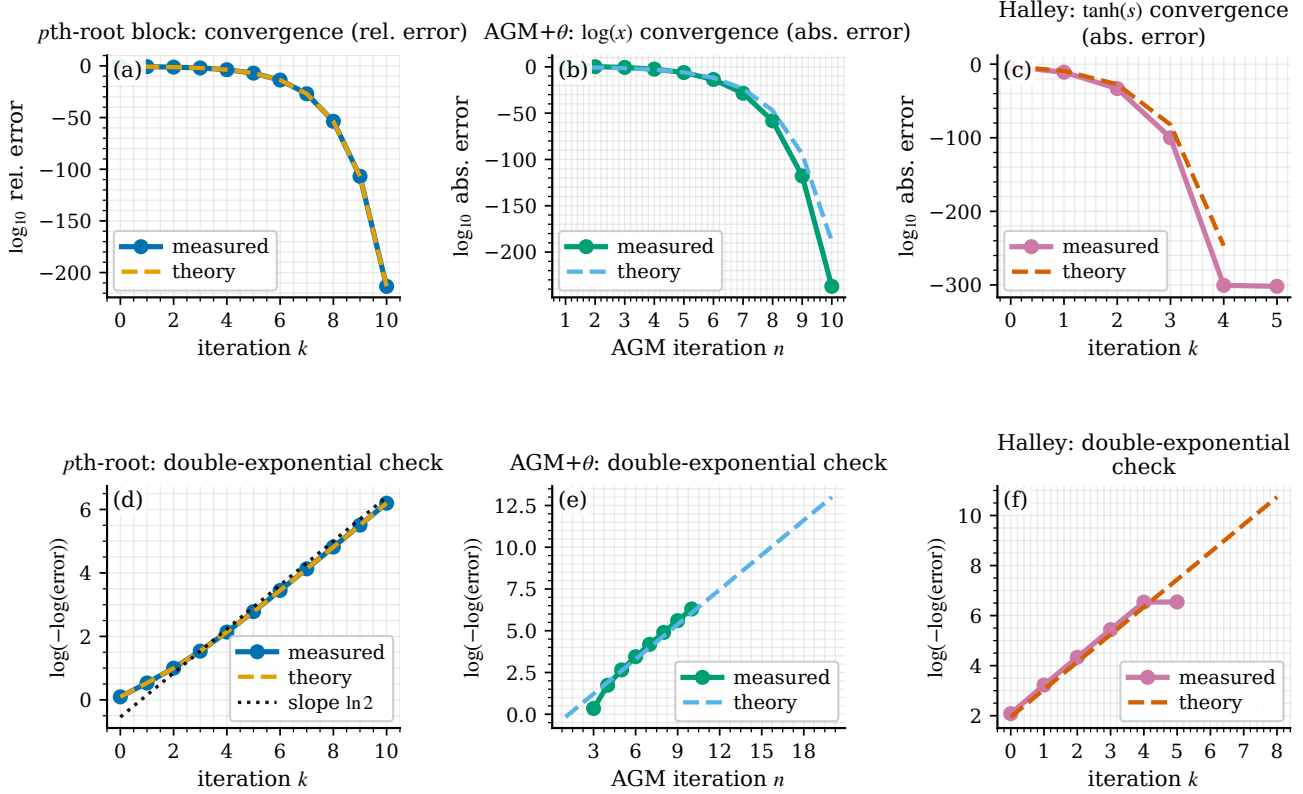 pth-root block: convergence (rel. error)
(a)
0
−50
−100
−150
−200
log₁₀ rel. error
measured
theory
0 2 4 6 8 10
iteration k
AGM+θ: log(x) convergence (abs. error)
(b)
0
−50
−100
−150
−200
log₁₀ abs. error
measured
theory
1 2 3 4 5 6 7 8 9 10
AGM iteration n
Halley: tanh(s) convergence
(abs. error)
(c)
0
−100
−200
−300
log₁₀ abs. error
measured
theory
0 1 2 3 4 5
iteration k
pth-root: double-exponential check
(d)
6
4
2
0
log(−log(error))
measured
theory
slope ln 2
0 2 4 6 8 10
iteration k
AGM+θ: double-exponential check
(e)
12.5
10.0
7.5
5.0
2.5
0.0
log(−log(error))
measured
theory
3 6 9 12 15 18
AGM iteration n
Halley: double-exponential
check
(f)
10
8
6
4
2
log(−log(error))
measured
theory
0 1 2 3 4 5 6 7 8
iteration k